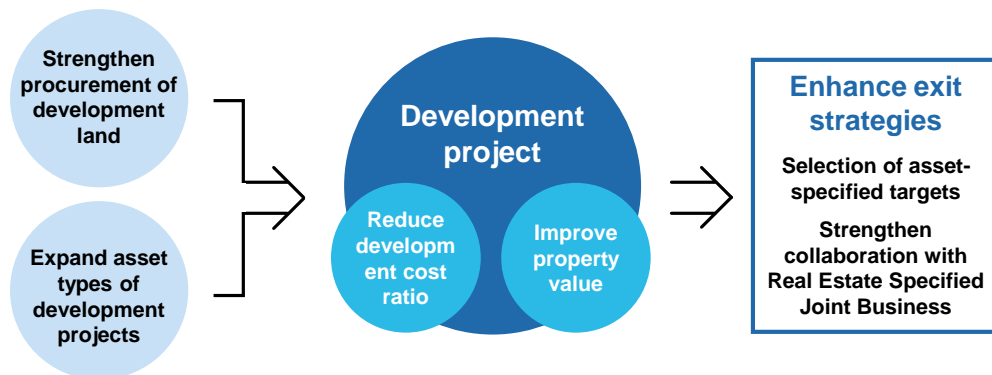 Strengthen
procurement of
development
land
Expand asset
types of
development
projects
Development
project
Reduce
developm
ent cost
ratio
Improve
property
value
Enhance exit
strategies
Selection of asset-
specified targets
Strengthen
collaboration with
Real Estate Specified
Joint Business